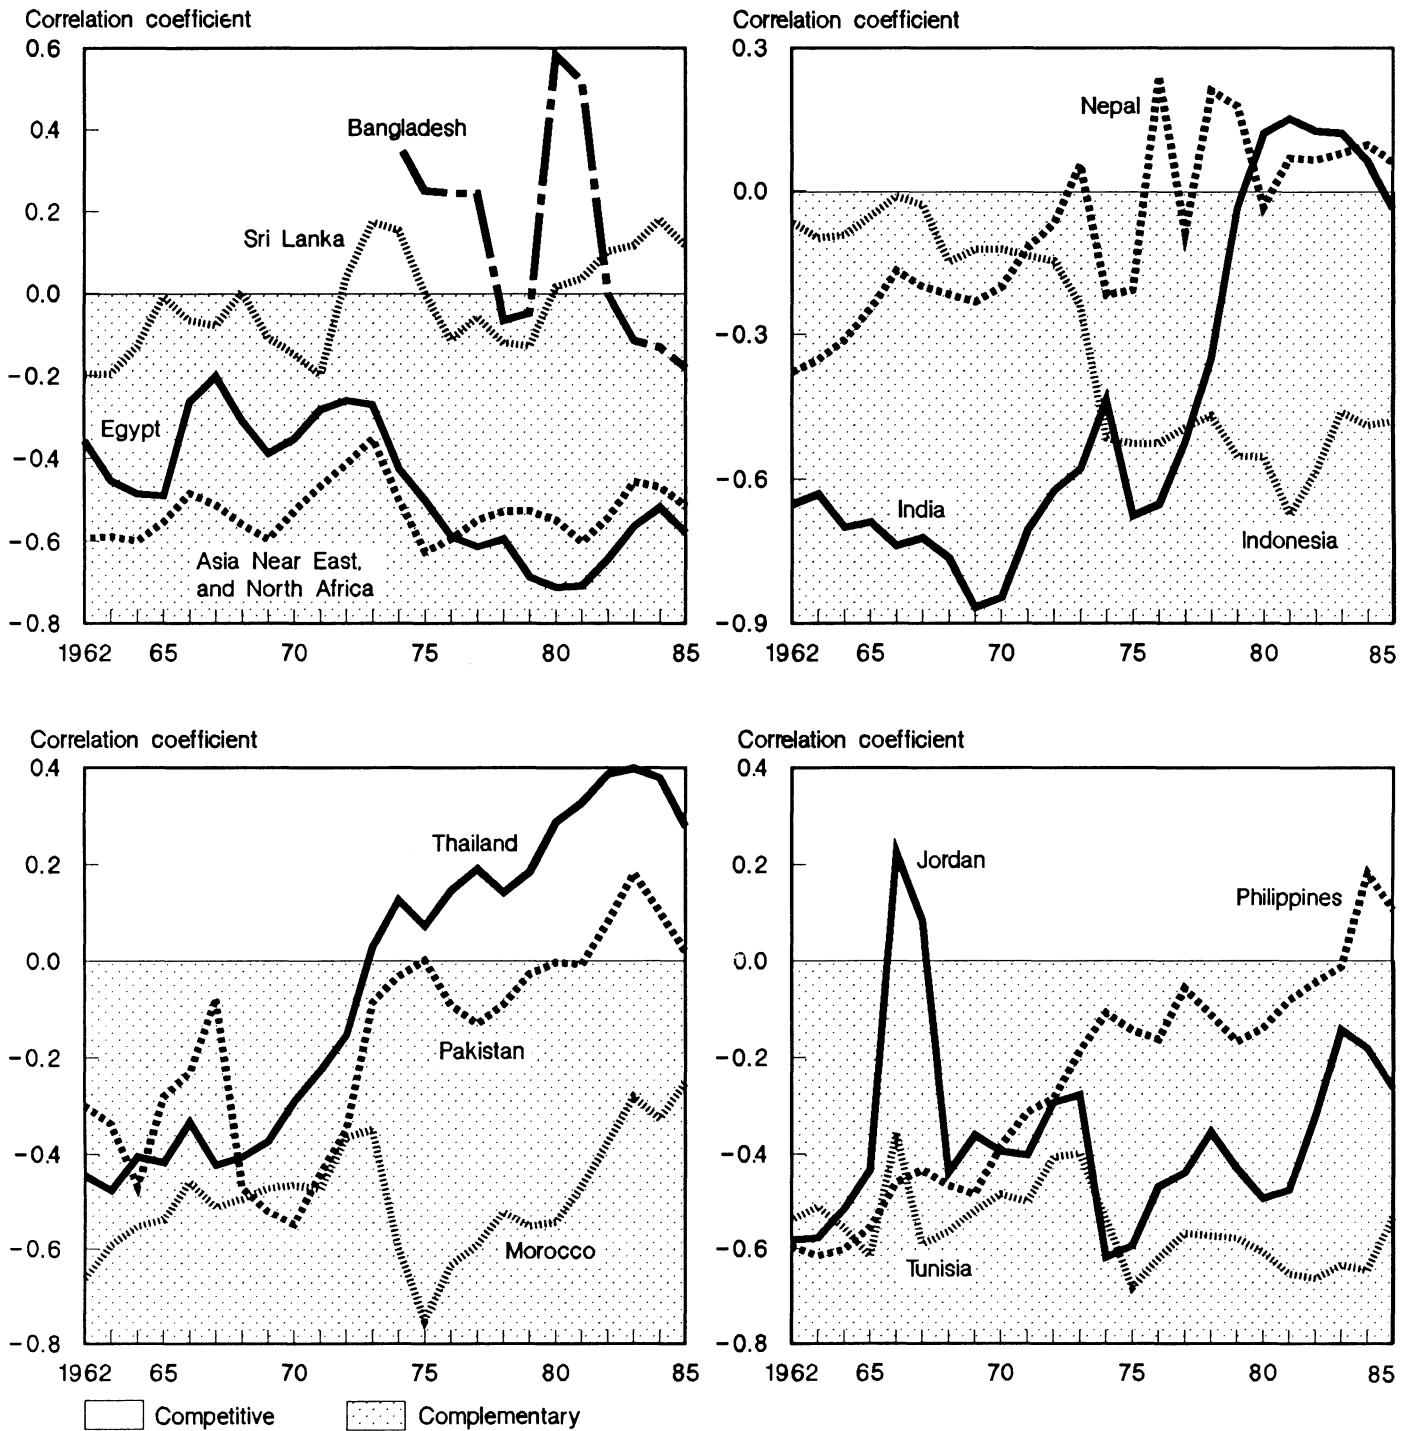 Correlation coefficient
0.6
0.4
0.2
0.0
-0.2
-0.4
-0.6
-0.8
Bangladesh
Sri Lanka
Egypt
Asia Near East,
and North Africa
1962 65 70 75 80 85
Correlation coefficient
0.3
0.0
-0.3
-0.6
-0.9
Nepal
India
Indonesia
1962 65 70 75 80 85
Correlation coefficient
0.4
0.2
0.0
-0.2
-0.4
-0.6
-0.8
Thailand
Pakistan
Morocco
1962 65 70 75 80 85
Correlation coefficient
0.4
0.2
0.0
-0.2
-0.4
-0.6
-0.8
Jordan
Philippines
Tunisia
1962 65 70 75 80 85
Competitive Complementary